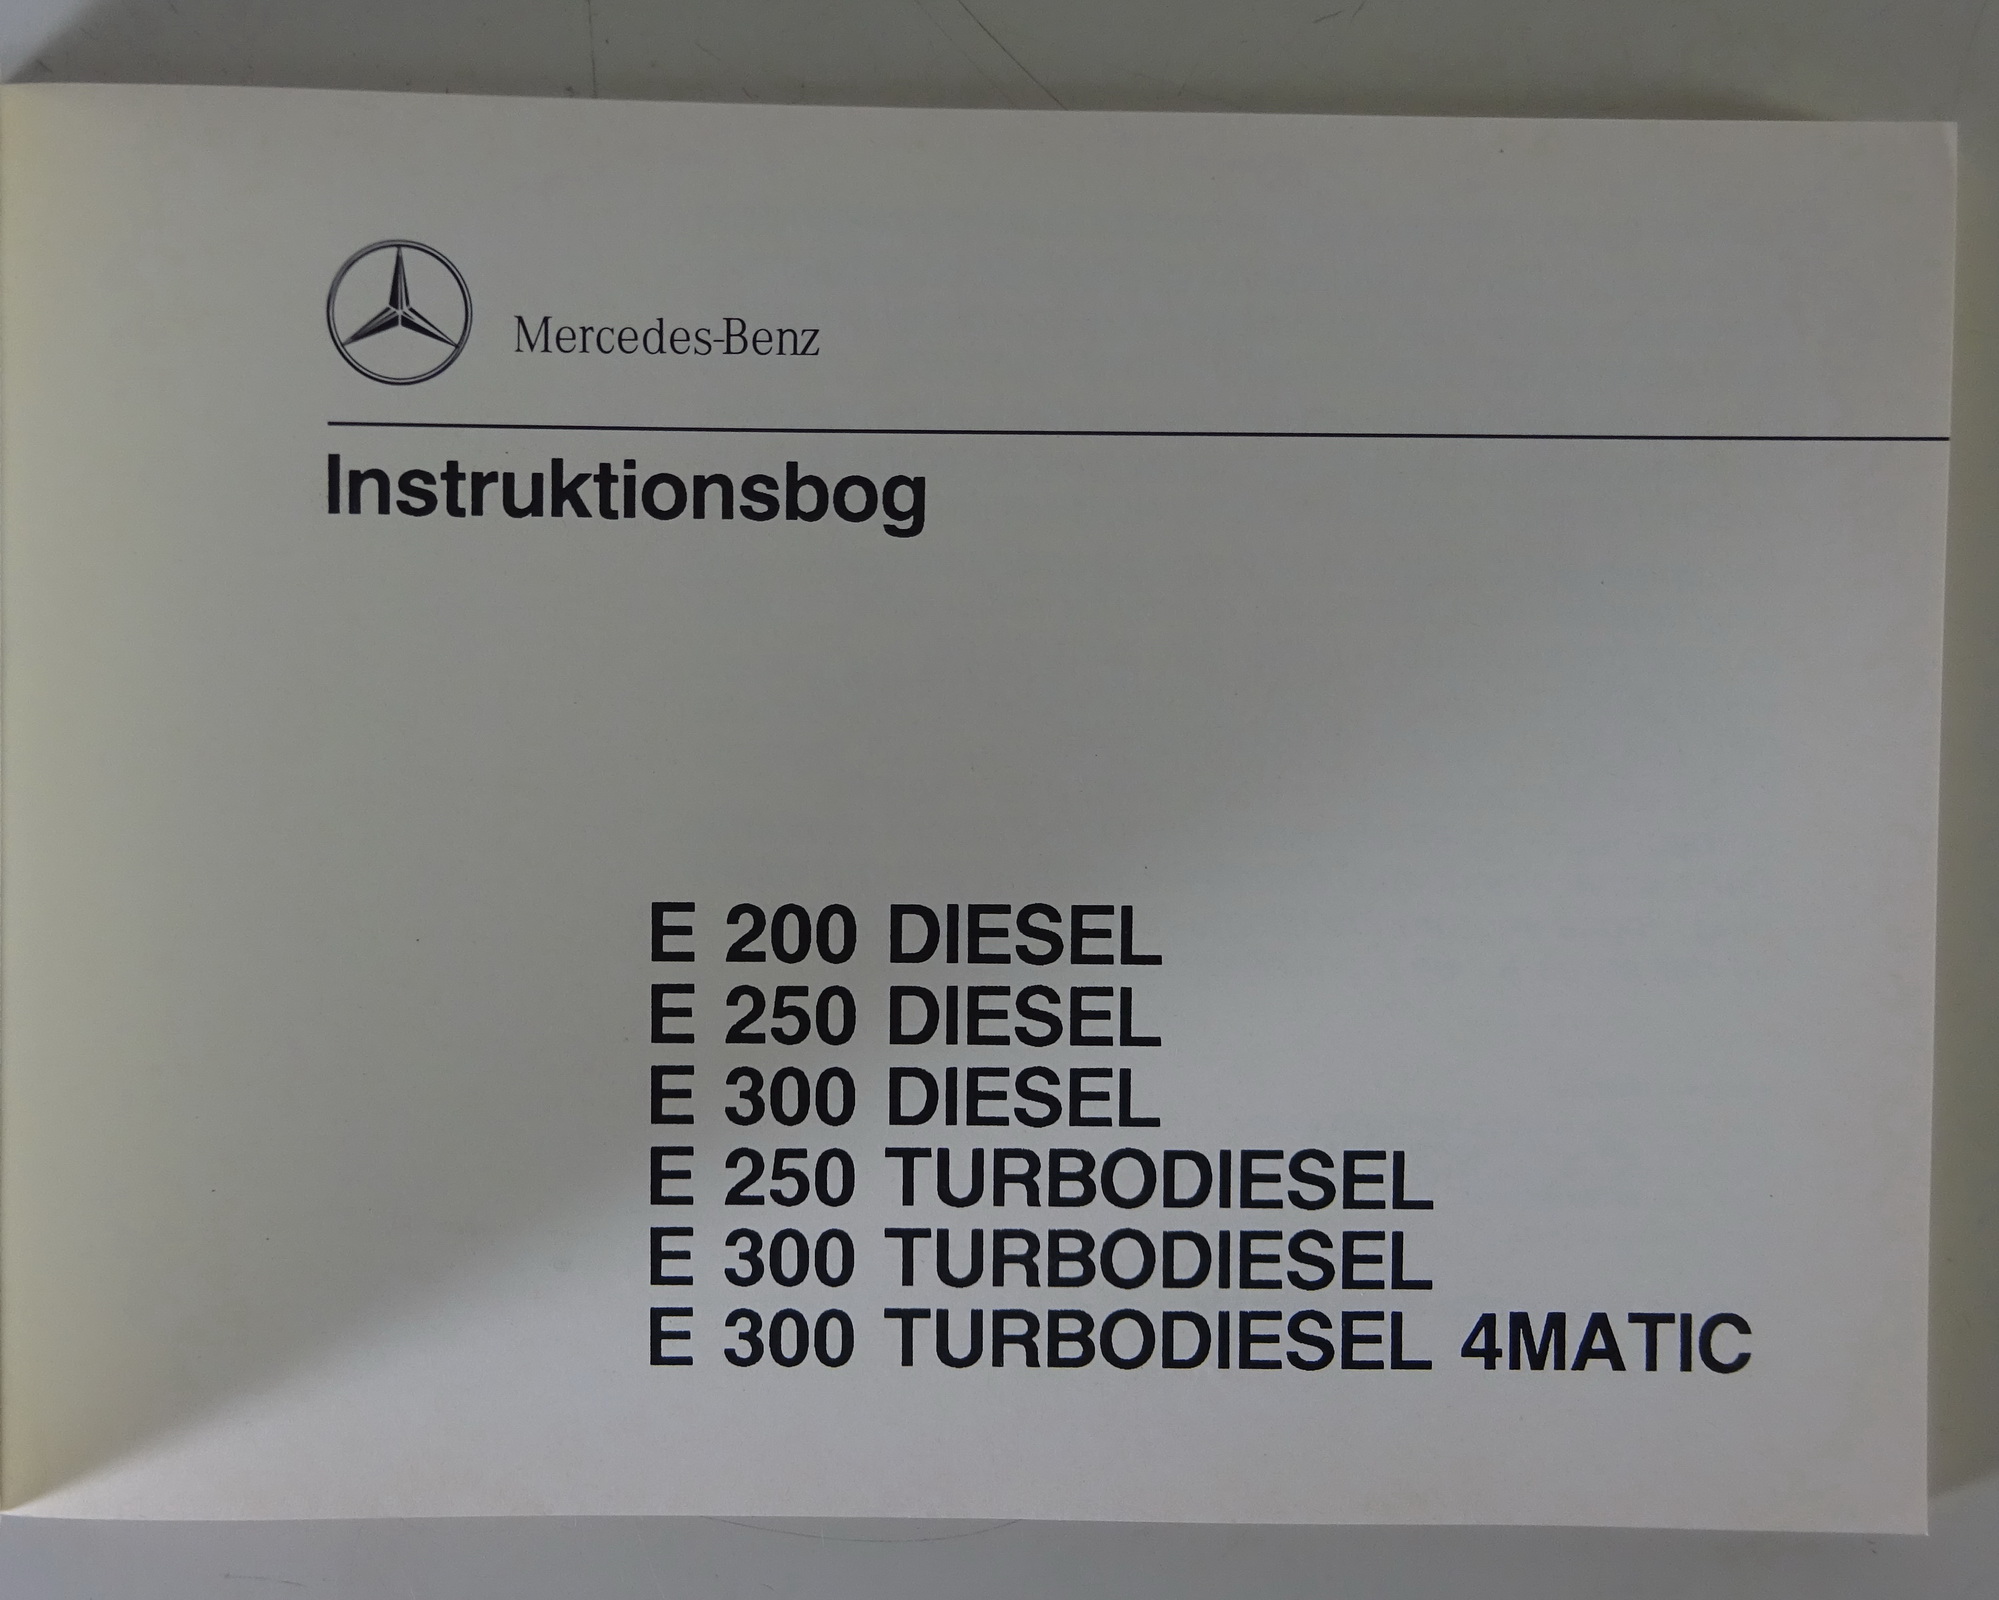 Mercedes-Benz
Instruktionsbog
E 200 DIESEL
E 250 DIESEL
E 300 DIESEL
E 250 TURBODIESEL
E 300 TURBODIESEL
E 300 TURBODIESEL 4MATIC